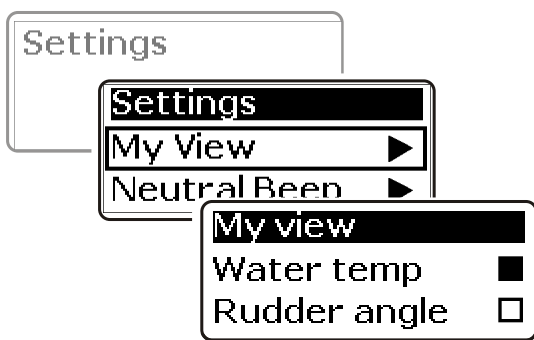 Settings
Settings
My View
Neutral Beep
My view
Water temp
Rudder angle